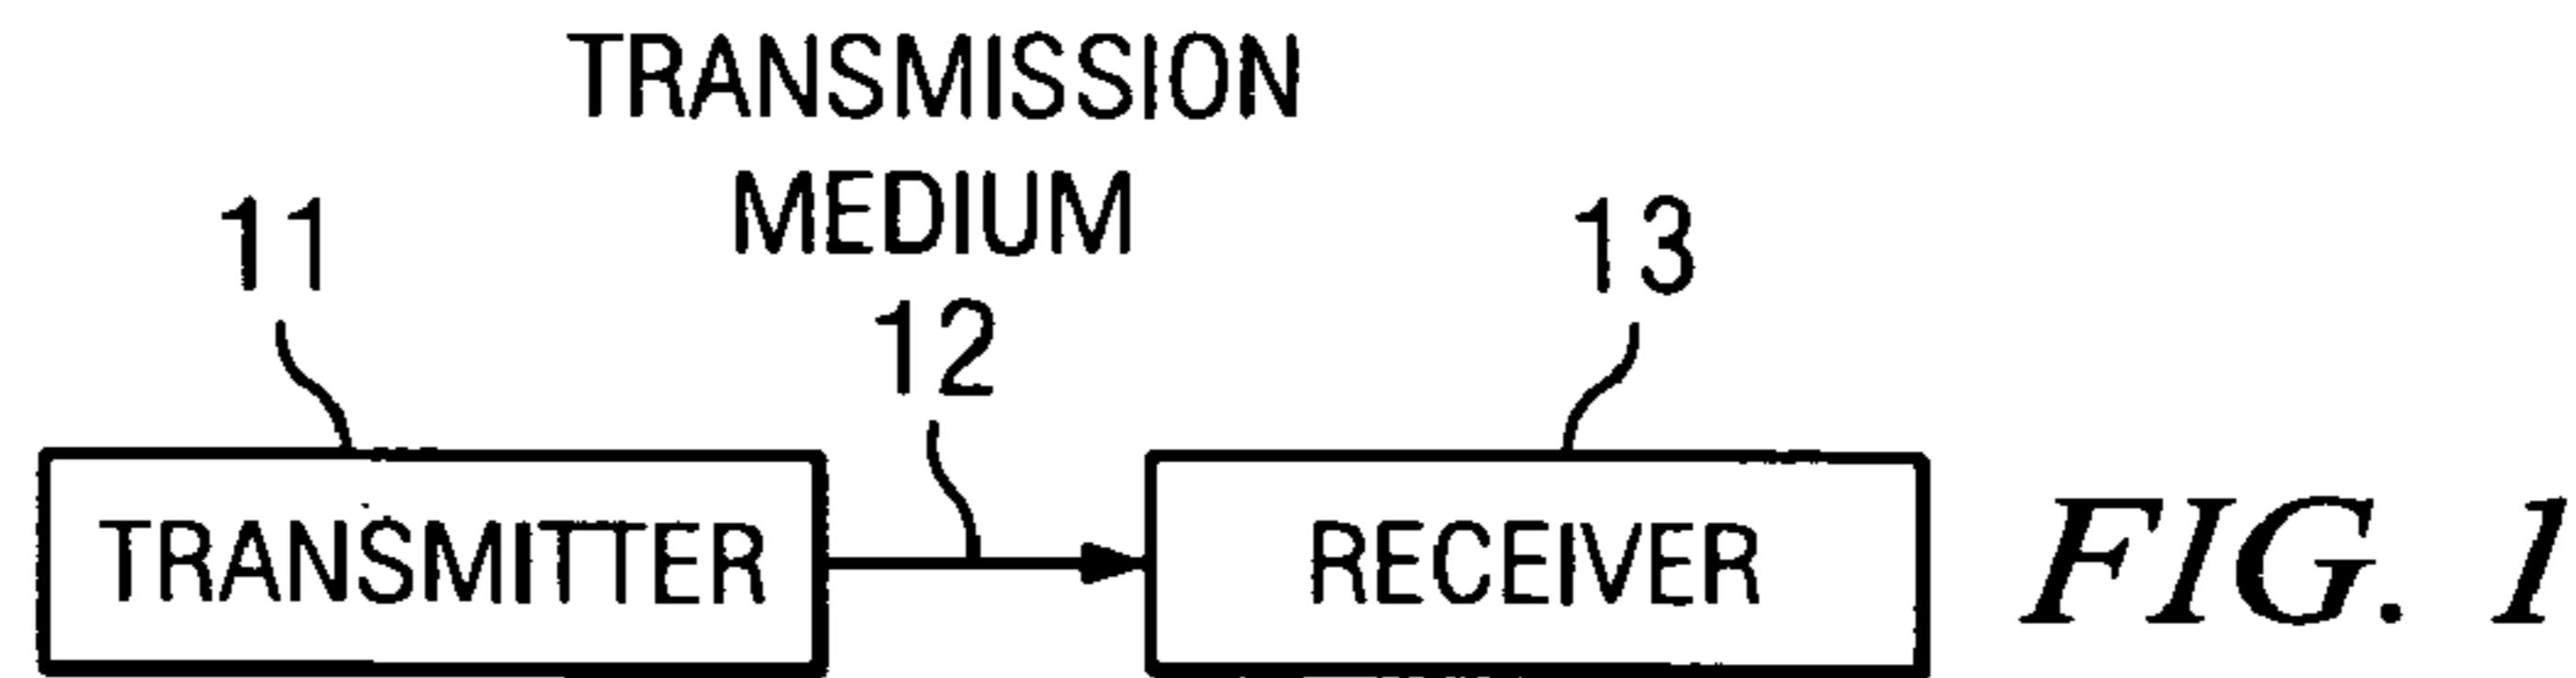 TRANSMISSION
MEDIUM
11
12
13
TRANSMITTER
RECEIVER
FIG. 1